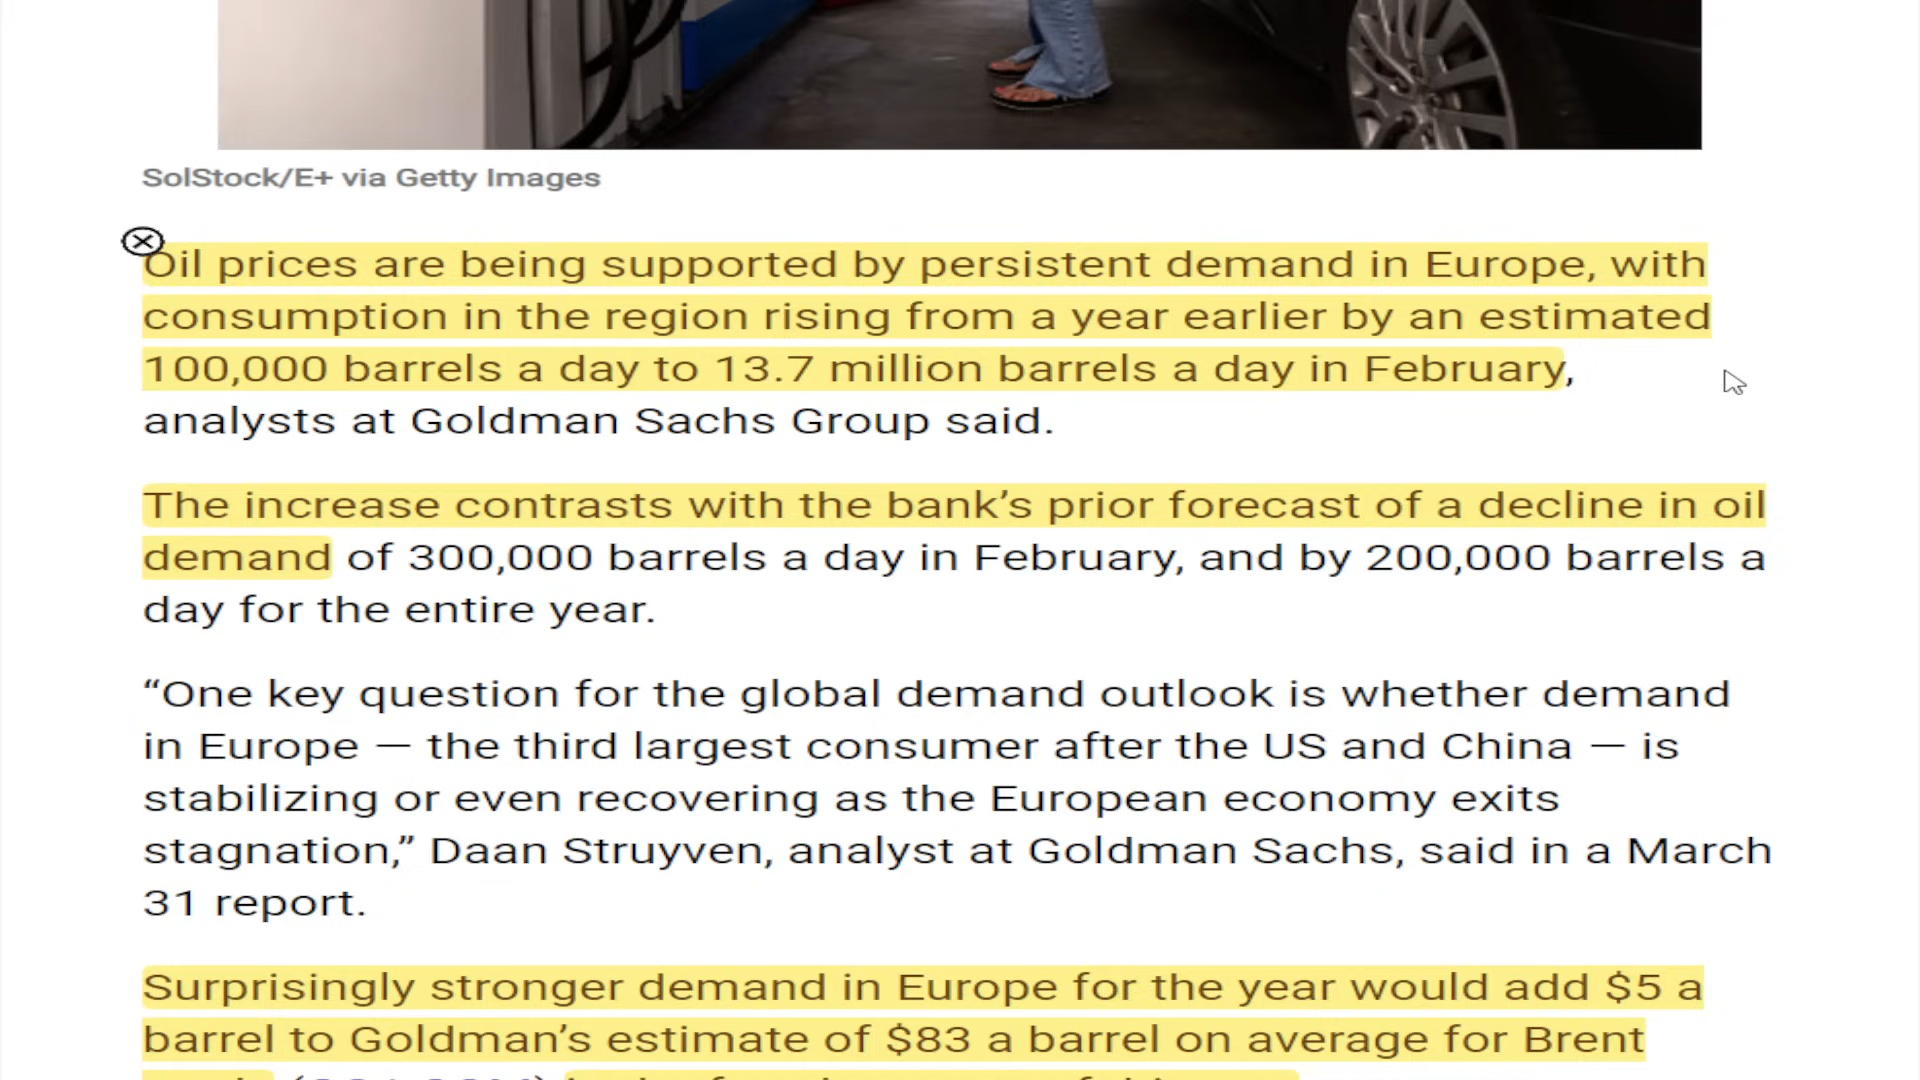 SolStock/E+ via Getty Images
Oil prices are being supported by persistent demand in Europe, with
consumption in the region rising from a year earlier by an estimated
100,000 barrels a day to 13.7 million barrels a day in February,
analysts at Goldman Sachs Group said.
The increase contrasts with the bank’s prior forecast of a decline in oil
demand of 300,000 barrels a day in February, and by 200,000 barrels a
day for the entire year.
“One key question for the global demand outlook is whether demand
in Europe — the third largest consumer after the US and China — is
stabilizing or even recovering as the European economy exits
stagnation,” Daan Struyven, analyst at Goldman Sachs, said in a March
31 report.
Surprisingly stronger demand in Europe for the year would add $5 a
barrel to Goldman’s estimate of $83 a barrel on average for Brent